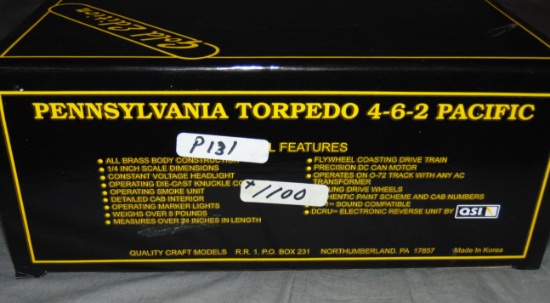 Gold Edition
PENNSYLVANIA TORPEDO 4-6-2 PACIFIC
P131
L FEATURES
• ALL BRASS BODY CONSTRUCTION
• 1/4 INCH SCALE DIMENSIONS
• CONSTANT VOLTAGE HEADLIGHT
• OPERATING DIE-CAST KNUCKLE CO
• OPERATING SMOKE UNIT
• DETAILED CAB INTERIOR
• OPERATING MARKER LIGHTS
• WEIGHS OVER 8 POUNDS
• MEASURES OVER 24 INCHES IN LENGTH
+1100
• FLYWHEEL COASTING DRIVE TRAIN
• PRECISION DC CAN MOTOR
• OPERATES ON O-72 TRACK WITH ANY AC
TRANSFORMER
UNG DRIVE WHEELS
HENTIC PAINT SCHEME AND CAB NUMBERS
SOUND COMPATIBLE
• DCRU™ ELECTRONIC REVERSE UNIT BY QSI
QUALITY CRAFT MODELS R.R. 1. P.O. BOX 231 NORTHUMBERLAND, PA 17857 Made In Korea